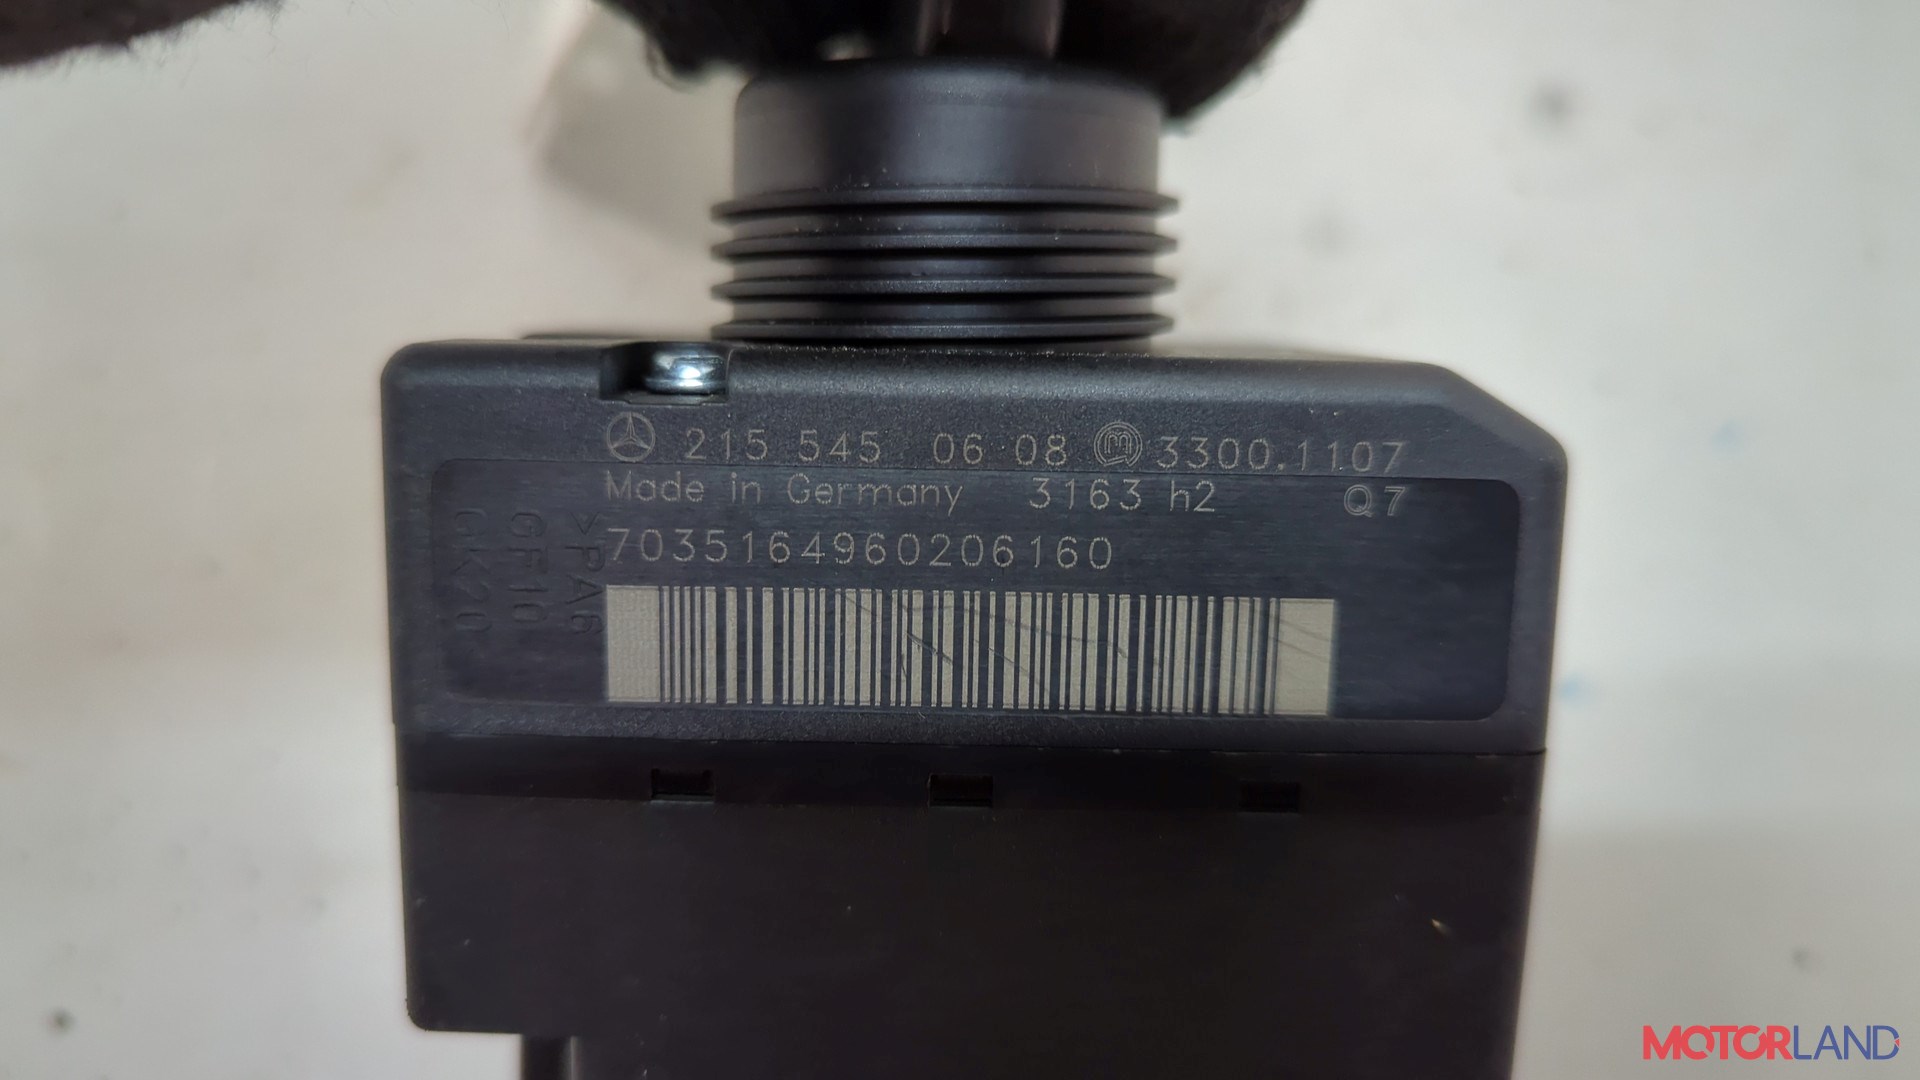 215 545 06 08 3300.1107
Made in Germany 3163 h2 Q7
7035164960206160
>PA6
GF10
GK20
MOTORLAND